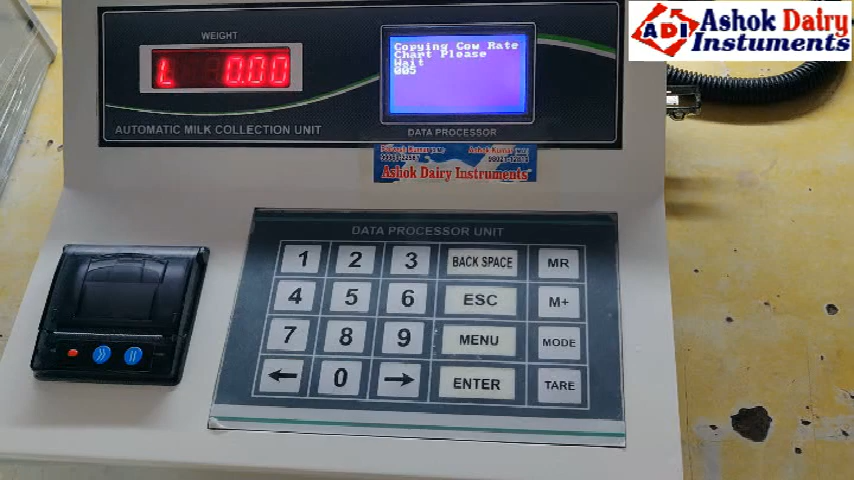 Ashok Dairy
ADI
Instuments
WEIGHT
L 0.00
Copying Cow Rate
Chart Please
Wait
005
AUTOMATIC MILK COLLECTION UNIT
DATA PROCESSOR
Ashok Kumar
Ashok Dairy Instruments
DATA PROCESSOR UNIT
1 2 3 BACK SPACE MR
4 5 6 ESC M+
7 8 9 MENU MODE
← 0 → ENTER TARE